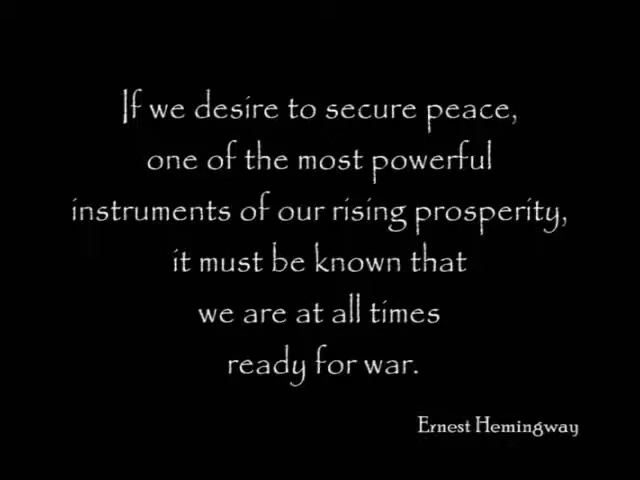 If we desire to secure peace,
one of the most powerful
instruments of our rising prosperity,
it must be known that
we are at all times
ready for war.
Ernest Hemingway